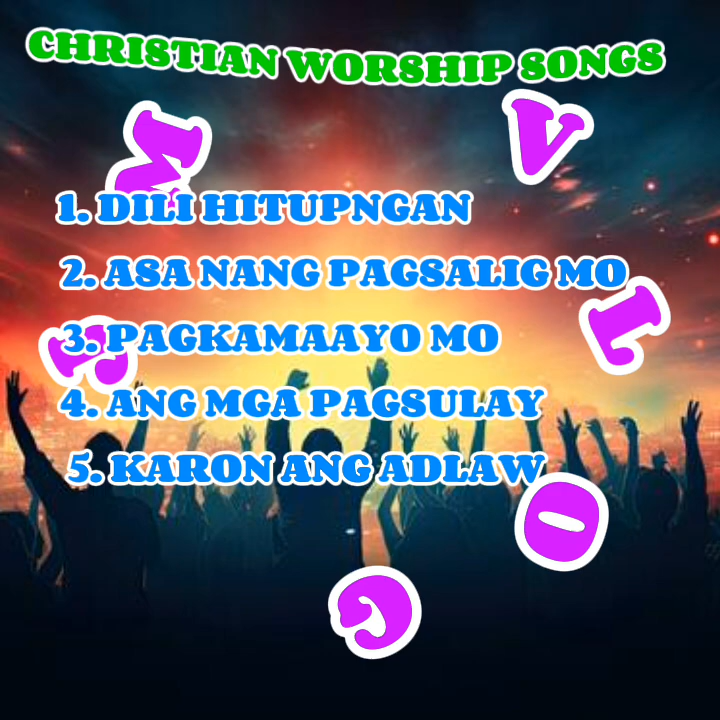 CHRISTIAN WORSHIP SONGS
M
V
1. DILI HITUPNGAN
2. ASA NANG PAGSALIG MO
L
3. PAGKAMAAYO MO
4. ANG MGA PAGSULAY
5. KARON ANG ADLAW
O
G